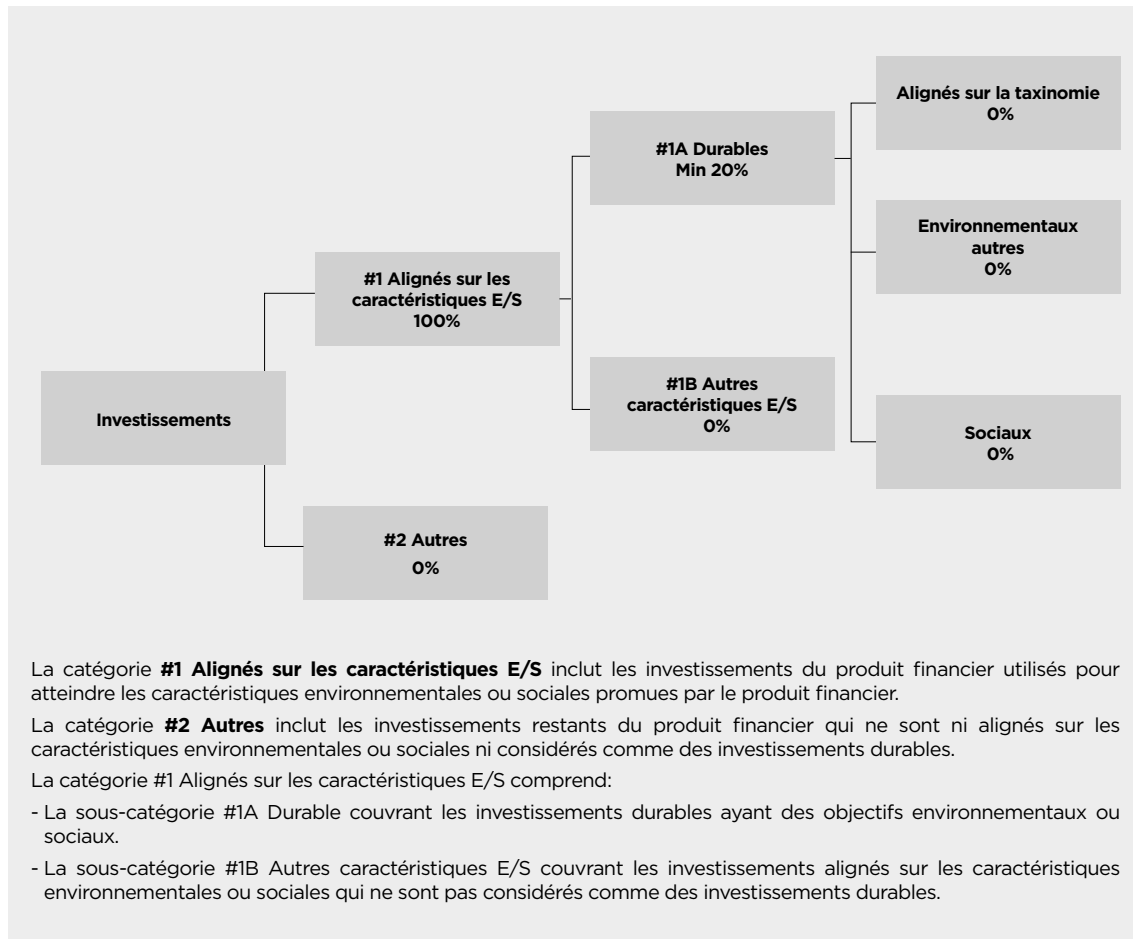 Alignés sur la taxinomie
0%
#1A Durables
Min 20%
Environnementaux
autres
0%
#1 Alignés sur les
caractéristiques E/S
100%
#1B Autres
caractéristiques E/S
0%
Investissements
Sociaux
0%
#2 Autres
0%
La catégorie #1 Alignés sur les caractéristiques E/S inclut les investissements du produit financier utilisés pour
atteindre les caractéristiques environnementales ou sociales promues par le produit financier.
La catégorie #2 Autres inclut les investissements restants du produit financier qui ne sont ni alignés sur les
caractéristiques environnementales ou sociales ni considérés comme des investissements durables.
La catégorie #1 Alignés sur les caractéristiques E/S comprend:
- La sous-catégorie #1A Durable couvrant les investissements durables ayant des objectifs environnementaux ou
sociaux.
- La sous-catégorie #1B Autres caractéristiques E/S couvrant les investissements alignés sur les caractéristiques
environnementales ou sociales qui ne sont pas considérés comme des investissements durables.